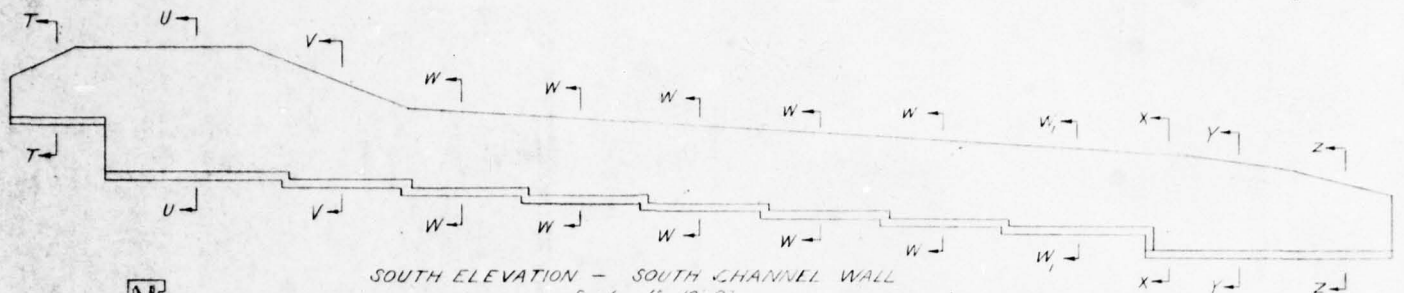 T U V W W W W W W₁ X Y Z
T U V W W W W W W₁ X Y Z
SOUTH ELEVATION - SOUTH CHANNEL WALL